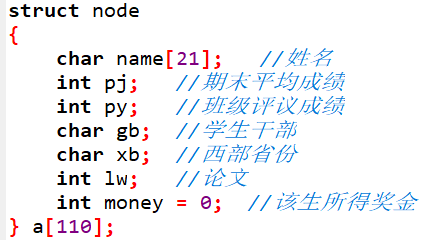 struct node
{
char name[21]; //姓名
int pj; //期末平均成绩
int py; //班级评议成绩
char gb; //学生干部
char xb; //西部省份
int lw; //论文
int money = 0; //该生所得奖金
} a[110];